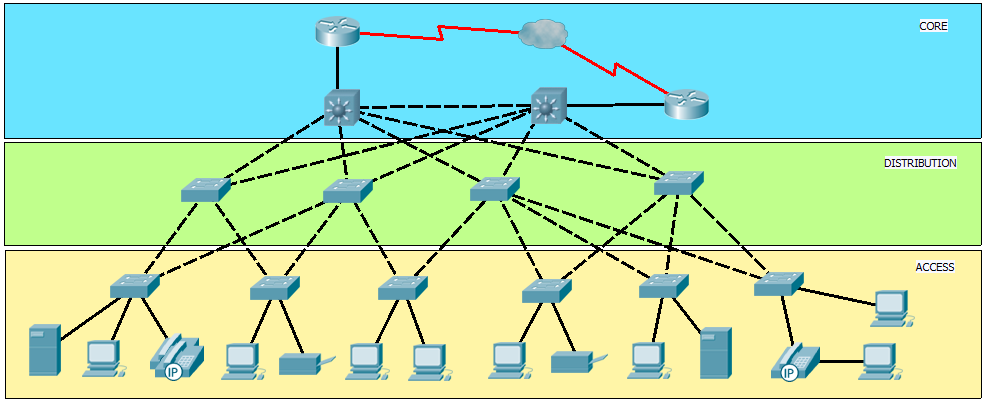 CORE
DISTRIBUTION
ACCESS
IP
IP